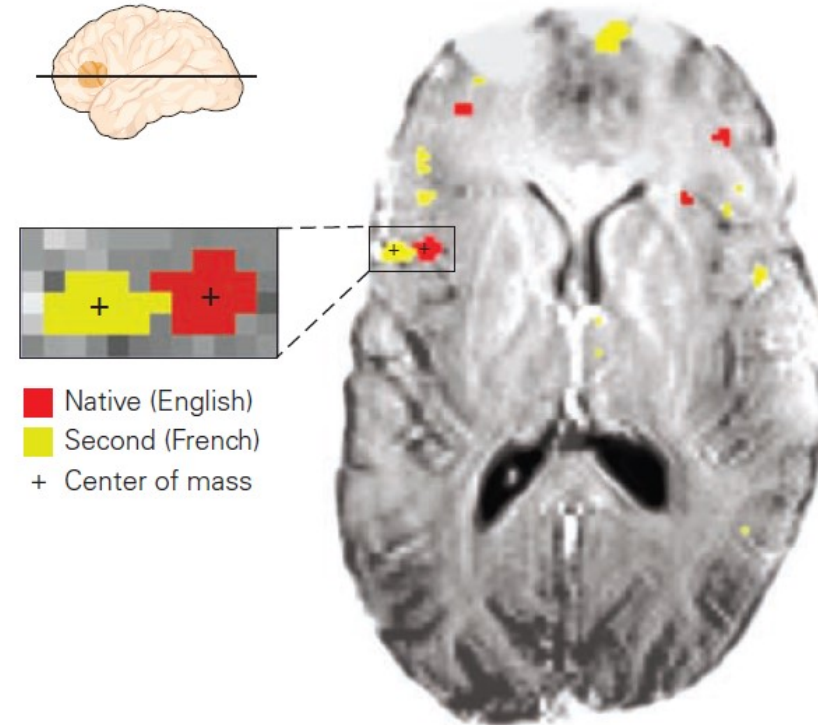 Native (English)
Second (French)
+ Center of mass